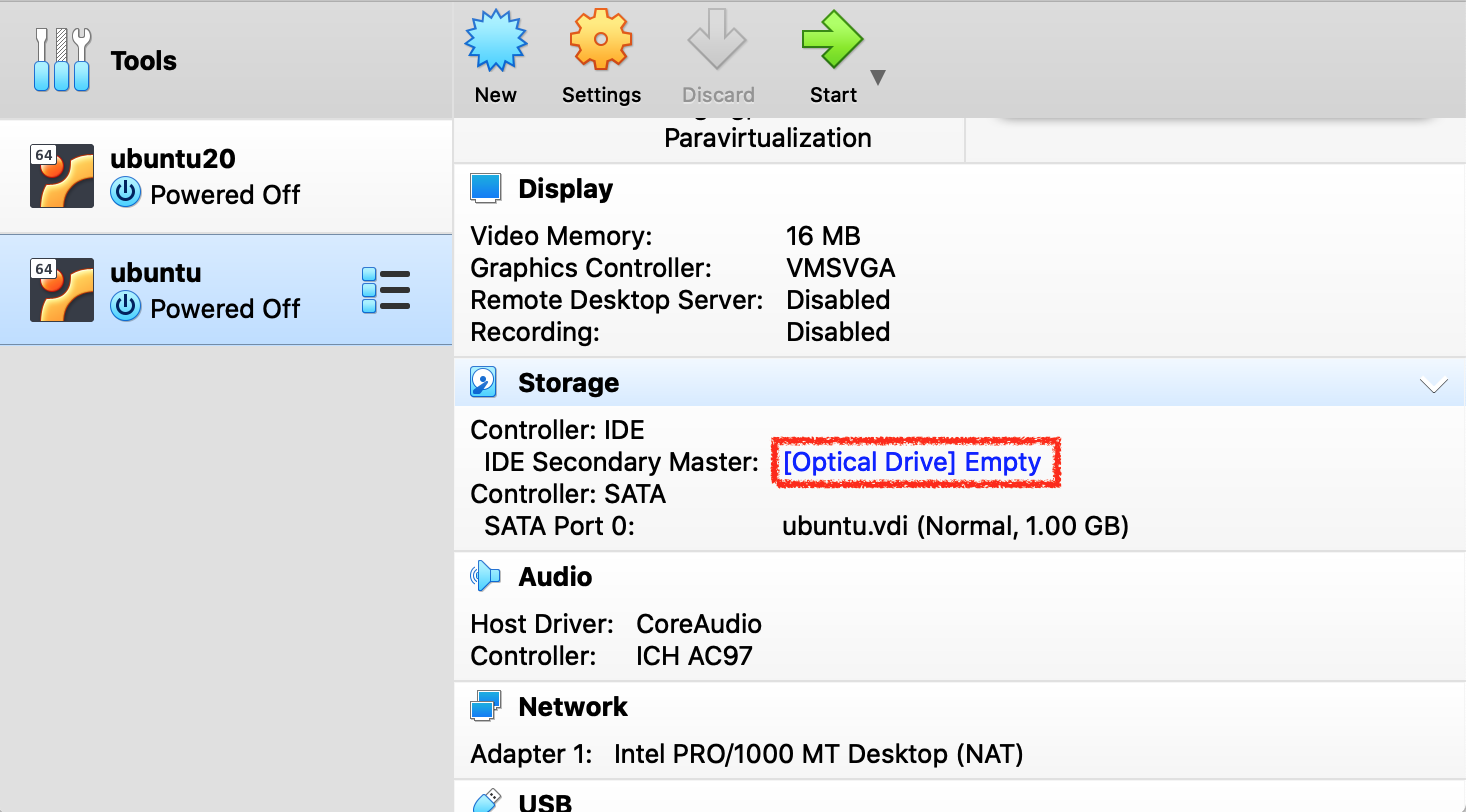 Tools
New
Settings
Discard
Start
64
ubuntu20
Powered Off
64
ubuntu
Powered Off
Paravirtualization
Display
Video Memory: 16 MB
Graphics Controller: VMSVGA
Remote Desktop Server: Disabled
Recording: Disabled
Storage
Controller: IDE
IDE Secondary Master: [Optical Drive] Empty
Controller: SATA
SATA Port 0: ubuntu.vdi (Normal, 1.00 GB)
Audio
Host Driver: CoreAudio
Controller: ICH AC97
Network
Adapter 1: Intel PRO/1000 MT Desktop (NAT)
USB